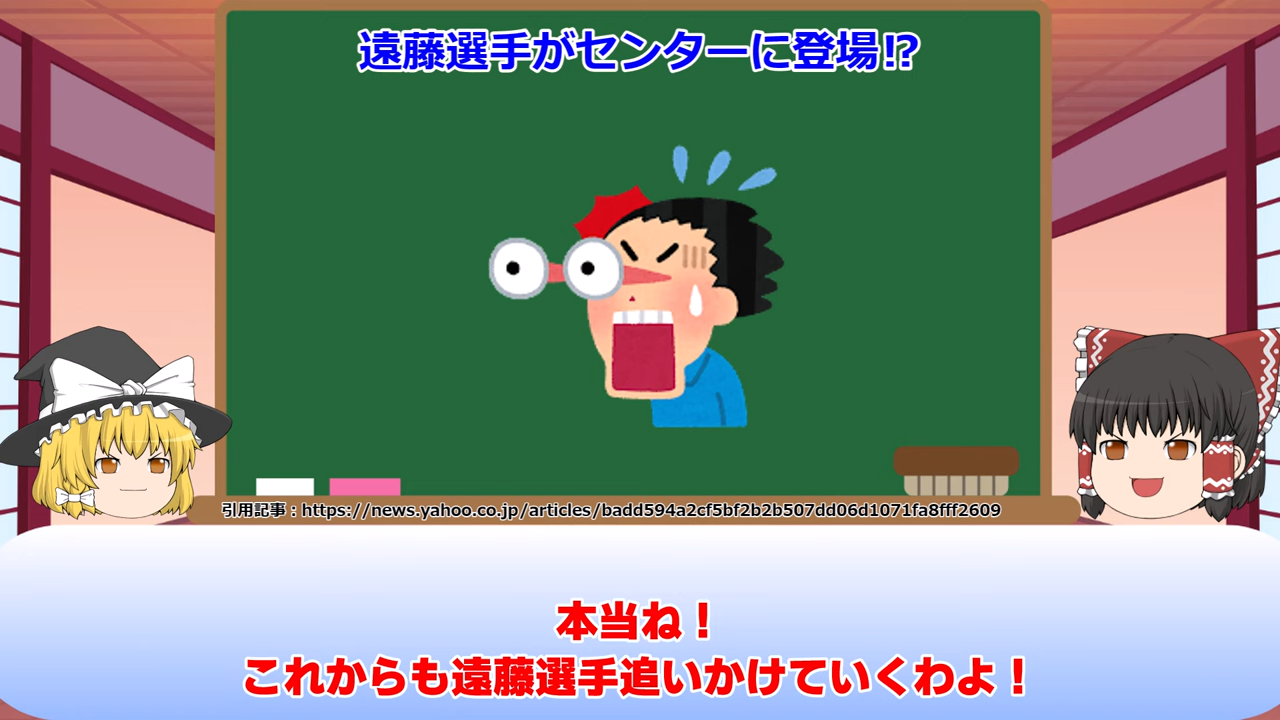 遠藤選手がセンターに登場!?
引用記事：https://news.yahoo.co.jp/articles/badd594a2cf5bf2b2b507dd06d1071fa8fff2609
本当ね！
これからも遠藤選手追いかけていくわよ！